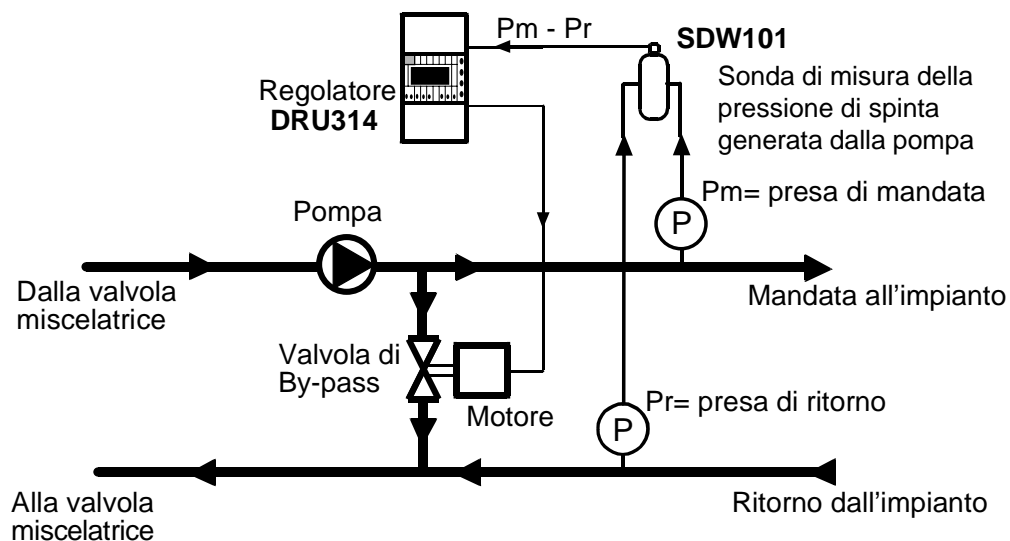 Pm - Pr
SDW101
Sonda di misura della
pressione di spinta
generata dalla pompa
Regolatore
DRU314
Pm= presa di mandata
P
Pompa
Dalla valvola
miscelatrice
Mandata all'impianto
Valvola di
By-pass
Motore
Pr= presa di ritorno
P
Alla valvola
miscelatrice
Ritorno dall'impianto